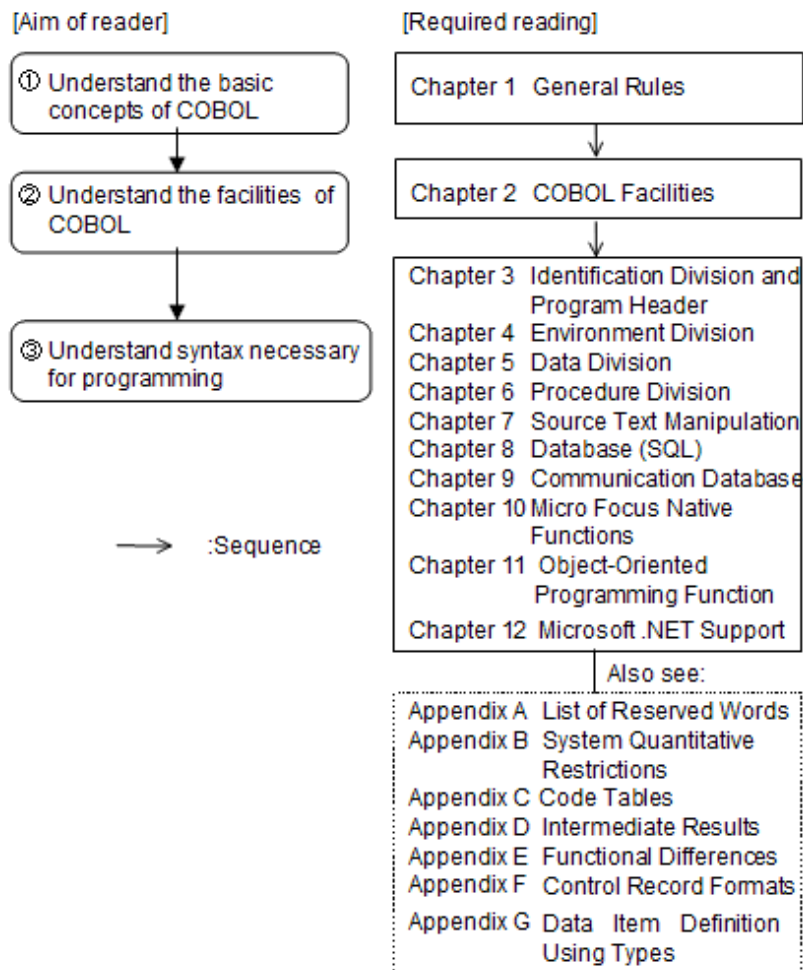 [Aim of reader]
① Understand the basic
concepts of COBOL
② Understand the facilities of
COBOL
③ Understand syntax necessary
for programming
:Sequence
[Required reading]
Chapter 1 General Rules
Chapter 2 COBOL Facilities
Chapter 3 Identification Division and
Program Header
Chapter 4 Environment Division
Chapter 5 Data Division
Chapter 6 Procedure Division
Chapter 7 Source Text Manipulation
Chapter 8 Database (SQL)
Chapter 9 Communication Database
Chapter 10 Micro Focus Native
Functions
Chapter 11 Object-Oriented
Programming Function
Chapter 12 Microsoft .NET Support
Also see:
Appendix A List of Reserved Words
Appendix B System Quantitative
Restrictions
Appendix C Code Tables
Appendix D Intermediate Results
Appendix E Functional Differences
Appendix F Control Record Formats
Appendix G Data Item Definition
Using Types